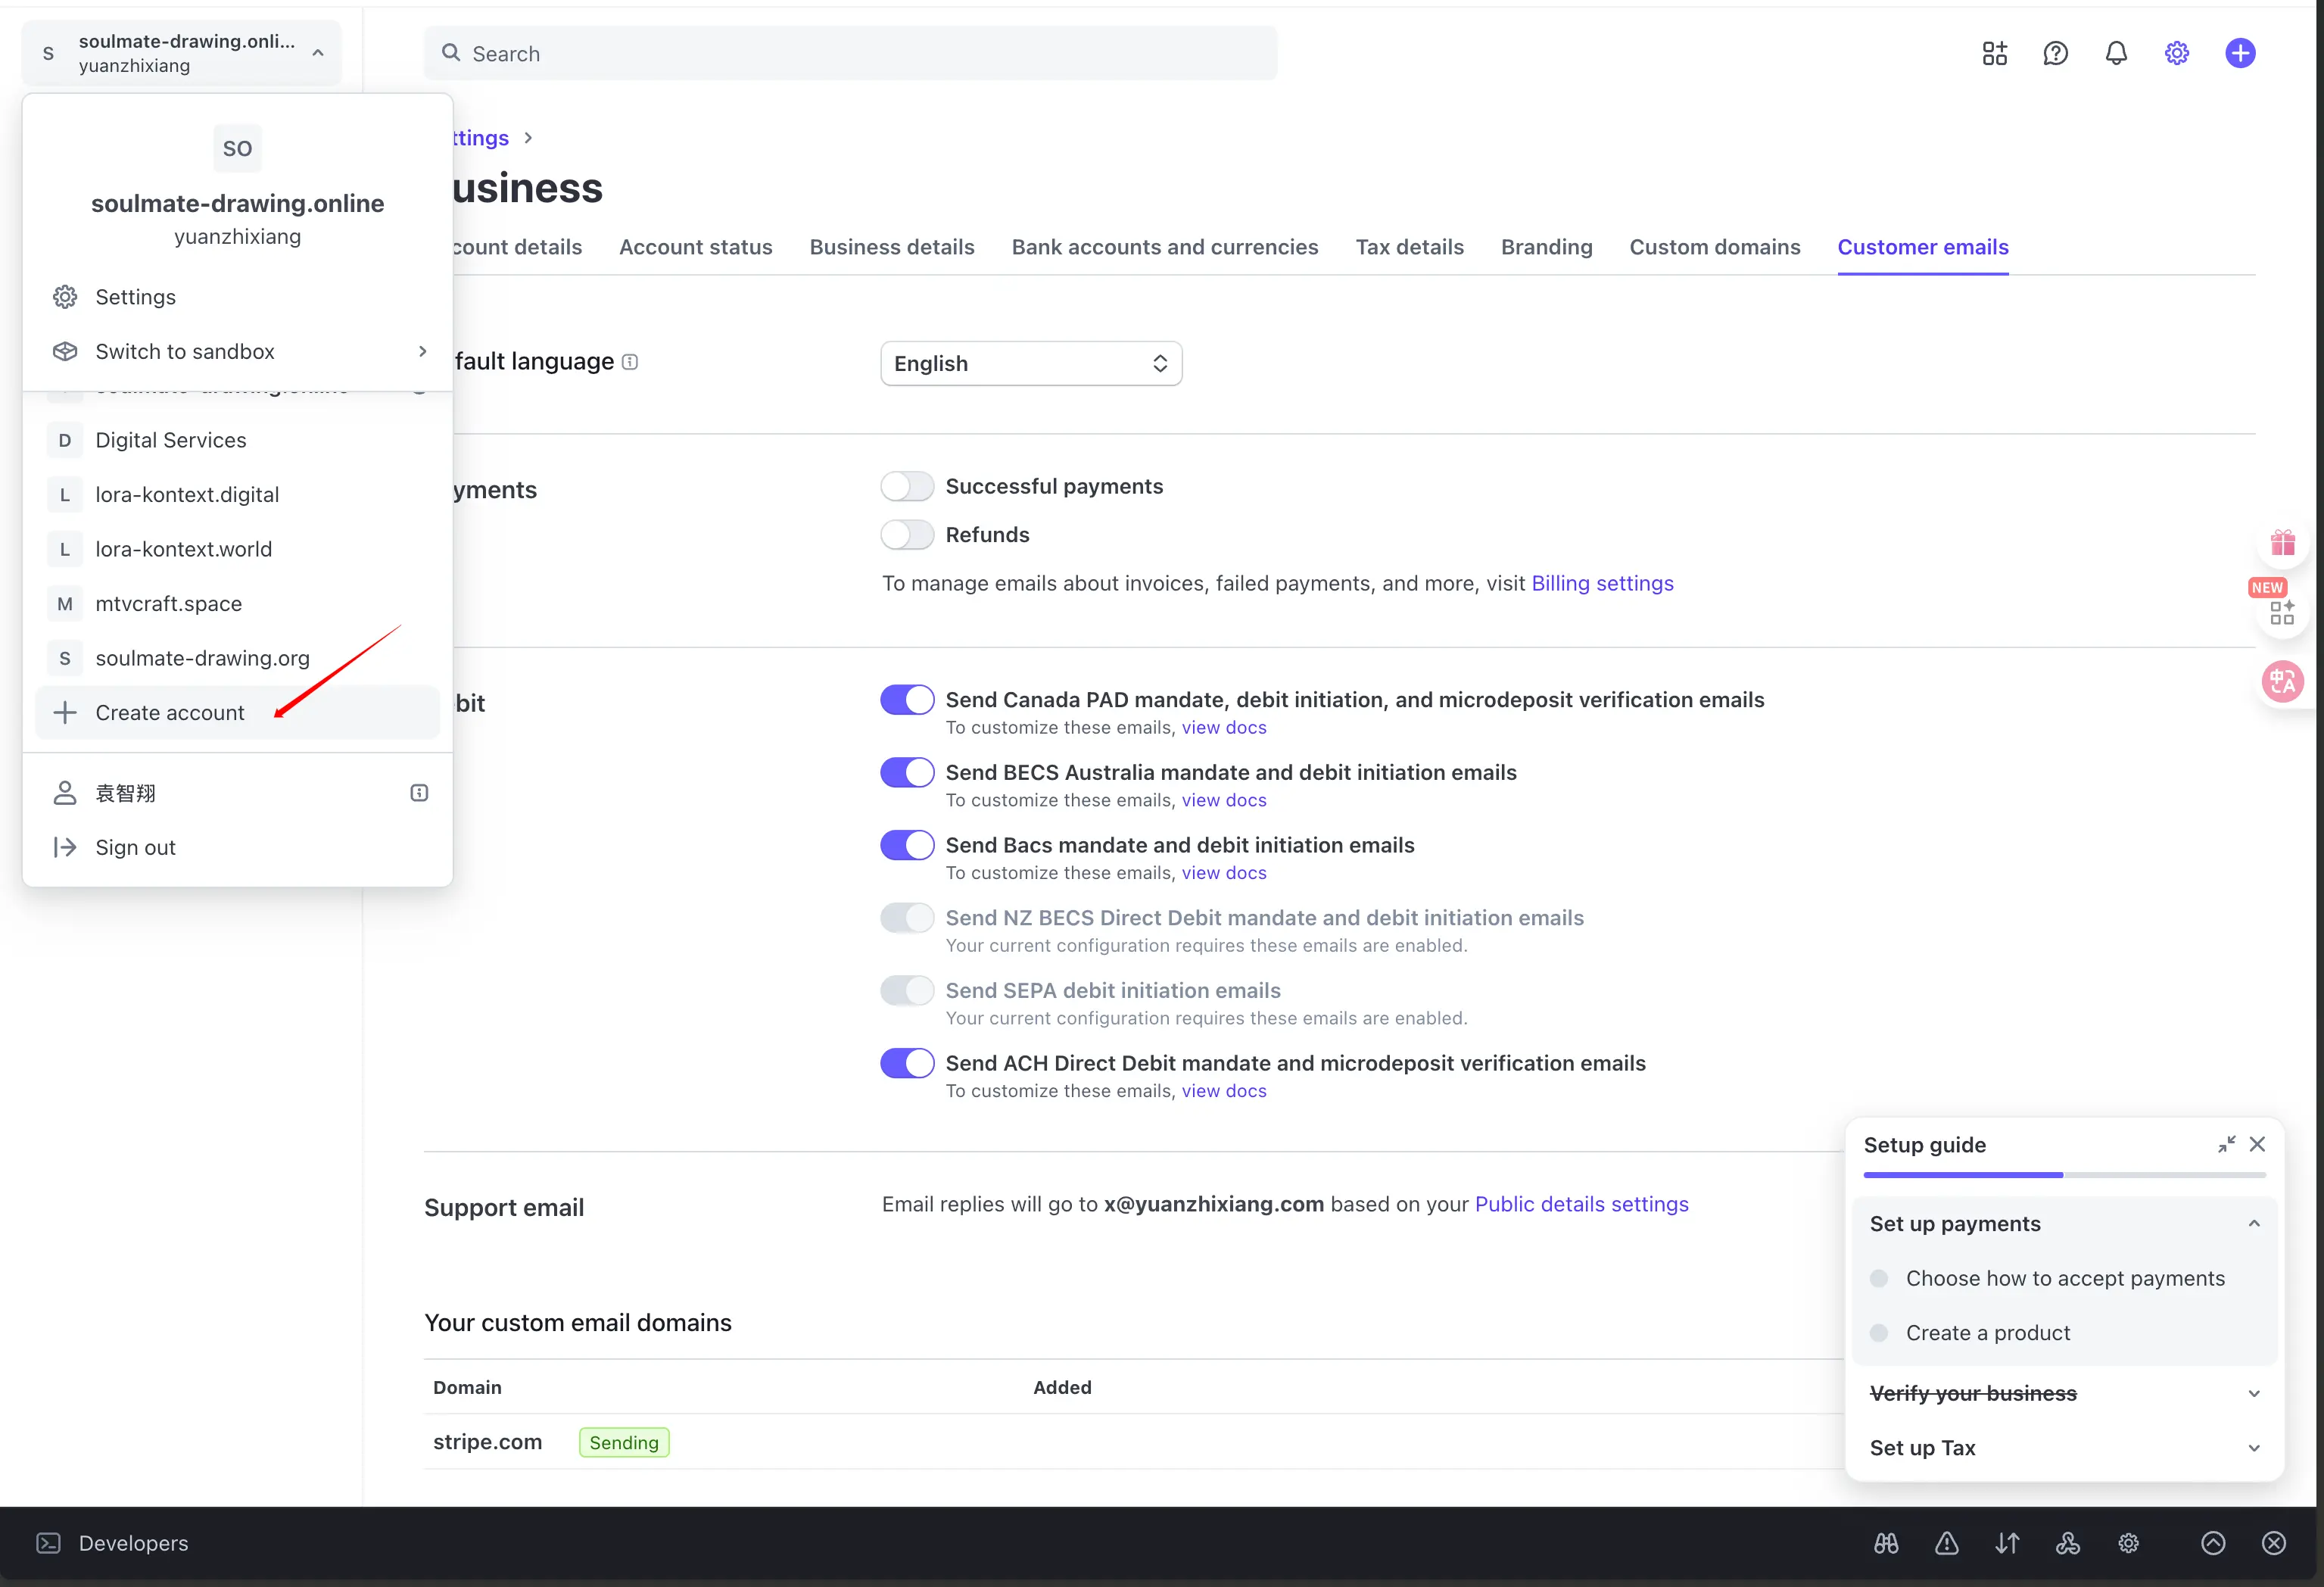 S
soulmate-drawing.onli...
yuanzhixiang
Search
SO
soulmate-drawing.online
yuanzhixiang
Settings
Switch to sandbox
D Digital Services
L lora-kontext.digital
L lora-kontext.world
M mtvcraft.space
S soulmate-drawing.org
Create account
袁智翔
Sign out
ttings
usiness
count details Account status Business details Bank accounts and currencies Tax details Branding Custom domains Customer emails
fault language
English
yments
Successful payments
Refunds
To manage emails about invoices, failed payments, and more, visit Billing settings
bit
Send Canada PAD mandate, debit initiation, and microdeposit verification emails
To customize these emails, view docs
Send BECS Australia mandate and debit initiation emails
To customize these emails, view docs
Send Bacs mandate and debit initiation emails
To customize these emails, view docs
Send NZ BECS Direct Debit mandate and debit initiation emails
Your current configuration requires these emails are enabled.
Send SEPA debit initiation emails
Your current configuration requires these emails are enabled.
Send ACH Direct Debit mandate and microdeposit verification emails
To customize these emails, view docs
Support email
Email replies will go to x@yuanzhixiang.com based on your Public details settings
Your custom email domains
Domain Added
stripe.com Sending
NEW
中A
Setup guide
Set up payments
Choose how to accept payments
Create a product
Verify your business
Set up Tax
Developers